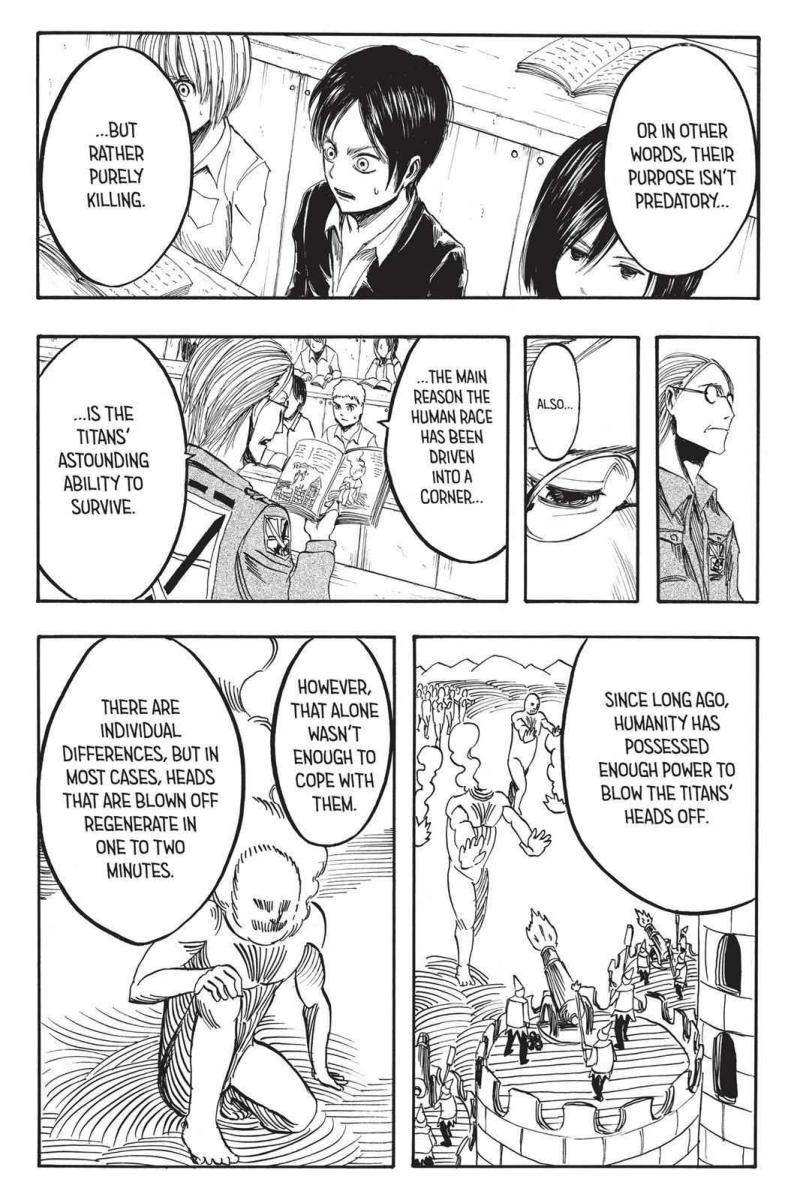 OR IN OTHER
WORDS, THEIR
PURPOSE ISN'T
PREDATORY...
...BUT
RATHER
PURELY
KILLING.
ALSO...
...THE MAIN
REASON THE
HUMAN RACE
HAS BEEN
DRIVEN
INTO A
CORNER...
...IS THE
TITANS'
ASTOUNDING
ABILITY TO
SURVIVE.
SINCE LONG AGO,
HUMANITY HAS
POSSESSED
ENOUGH POWER TO
BLOW THE TITANS'
HEADS OFF.
HOWEVER,
THAT ALONE
WASN'T
ENOUGH TO
COPE WITH
THEM.
THERE ARE
INDIVIDUAL
DIFFERENCES, BUT IN
MOST CASES, HEADS
THAT ARE BLOWN OFF
REGENERATE IN
ONE TO TWO
MINUTES.